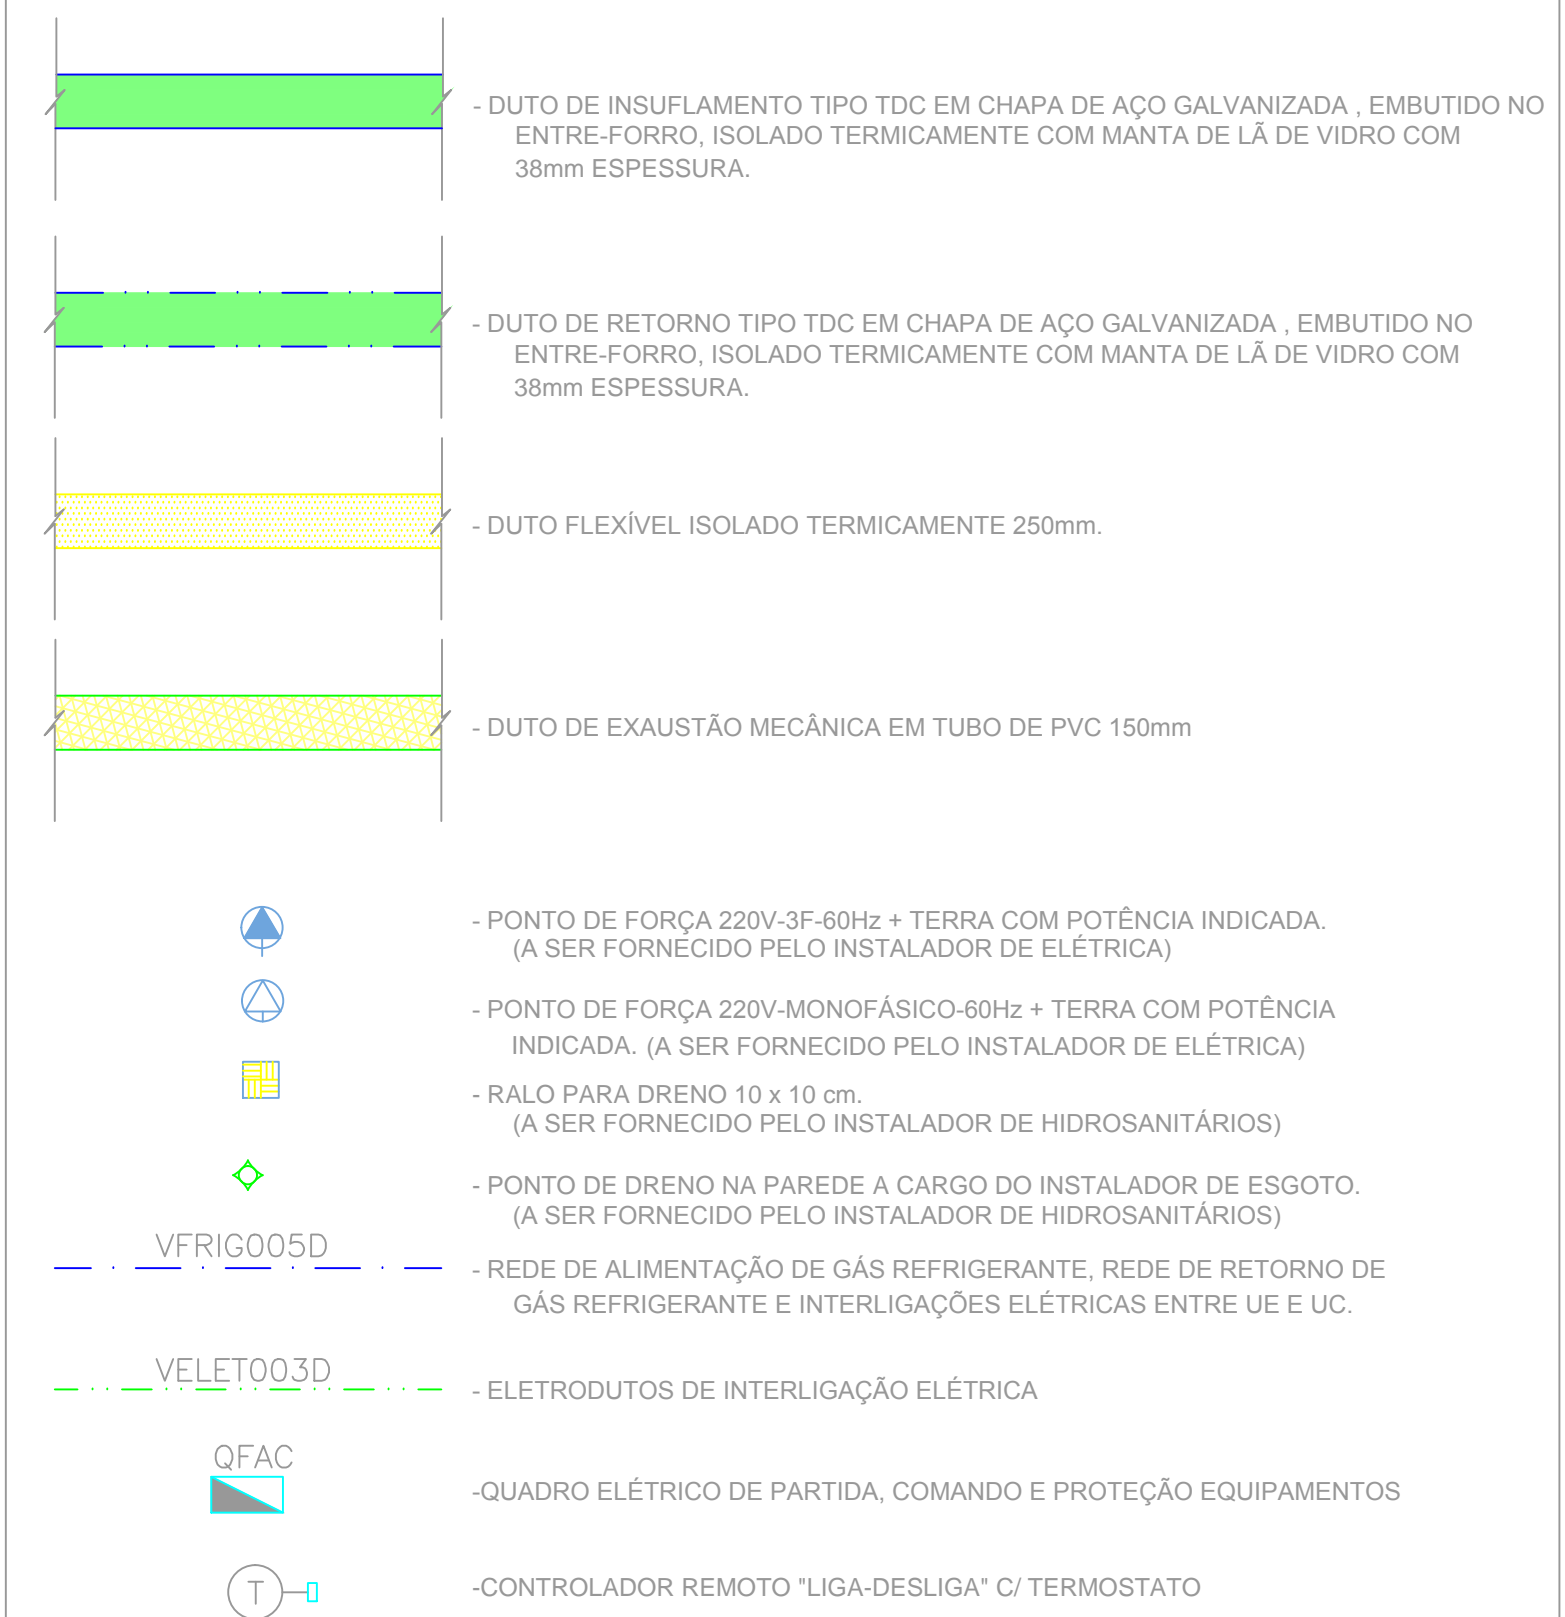 - DUTO DE INSUFLAMENTO TIPO TDC EM CHAPA DE AÇO GALVANIZADA , EMBUTIDO NO
ENTRE-FORRO, ISOLADO TERMICAMENTE COM MANTA DE LÃ DE VIDRO COM
38mm ESPESSURA.
- DUTO DE RETORNO TIPO TDC EM CHAPA DE AÇO GALVANIZADA , EMBUTIDO NO
ENTRE-FORRO, ISOLADO TERMICAMENTE COM MANTA DE LÃ DE VIDRO COM
38mm ESPESSURA.
- DUTO FLEXÍVEL ISOLADO TERMICAMENTE 250mm.
- DUTO DE EXAUSTÃO MECÂNICA EM TUBO DE PVC 150mm
- PONTO DE FORÇA 220V-3F-60Hz + TERRA COM POTÊNCIA INDICADA.
(A SER FORNECIDO PELO INSTALADOR DE ELÉTRICA)
- PONTO DE FORÇA 220V-MONOFÁSICO-60Hz + TERRA COM POTÊNCIA
INDICADA. (A SER FORNECIDO PELO INSTALADOR DE ELÉTRICA)
- RALO PARA DRENO 10 x 10 cm.
(A SER FORNECIDO PELO INSTALADOR DE HIDROSANITÁRIOS)
- PONTO DE DRENO NA PAREDE A CARGO DO INSTALADOR DE ESGOTO.
(A SER FORNECIDO PELO INSTALADOR DE HIDROSANITÁRIOS)
VFRIG005D
- REDE DE ALIMENTAÇÃO DE GÁS REFRIGERANTE, REDE DE RETORNO DE
GÁS REFRIGERANTE E INTERLIGAÇÕES ELÉTRICAS ENTRE UE E UC.
VELET003D
- ELETRODUTOS DE INTERLIGAÇÃO ELÉTRICA
QFAC
-QUADRO ELÉTRICO DE PARTIDA, COMANDO E PROTEÇÃO EQUIPAMENTOS
T
-CONTROLADOR REMOTO "LIGA-DESLIGA" C/ TERMOSTATO